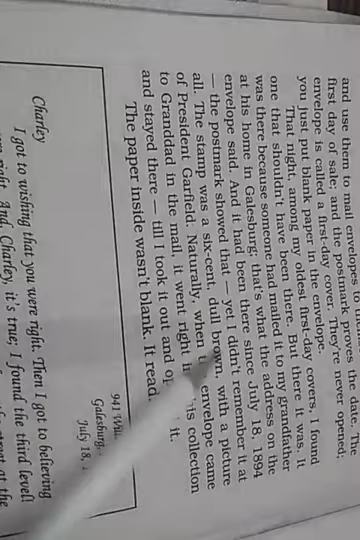 and use them to mail envelopes
first day of sale; and the postmark proves the date. The
envelope is called a first-day cover. They're never opened;
you just put blank paper in the envelope.
That night, among my oldest first-day covers, I found
one that shouldn't have been there. But there it was. It
was there because someone had mailed it to my grandfather
at his home in Galesburg; that's what the address on the
envelope said. And it had been there since July 18, 1894
— the postmark showed that — yet I didn't remember it at
all. The stamp was a six-cent, dull brown, with a picture
of President Garfield. Naturally, when envelope came
to Granddad in the mail, it went right his collection
and stayed there — till I took it out and it.
The paper inside wasn't blank. It read
941
Galesburg,
July 18,
Charley
I got to wishing that you were right. Then I got to believing
right. And, Charley, it's true; I found the third level
at the